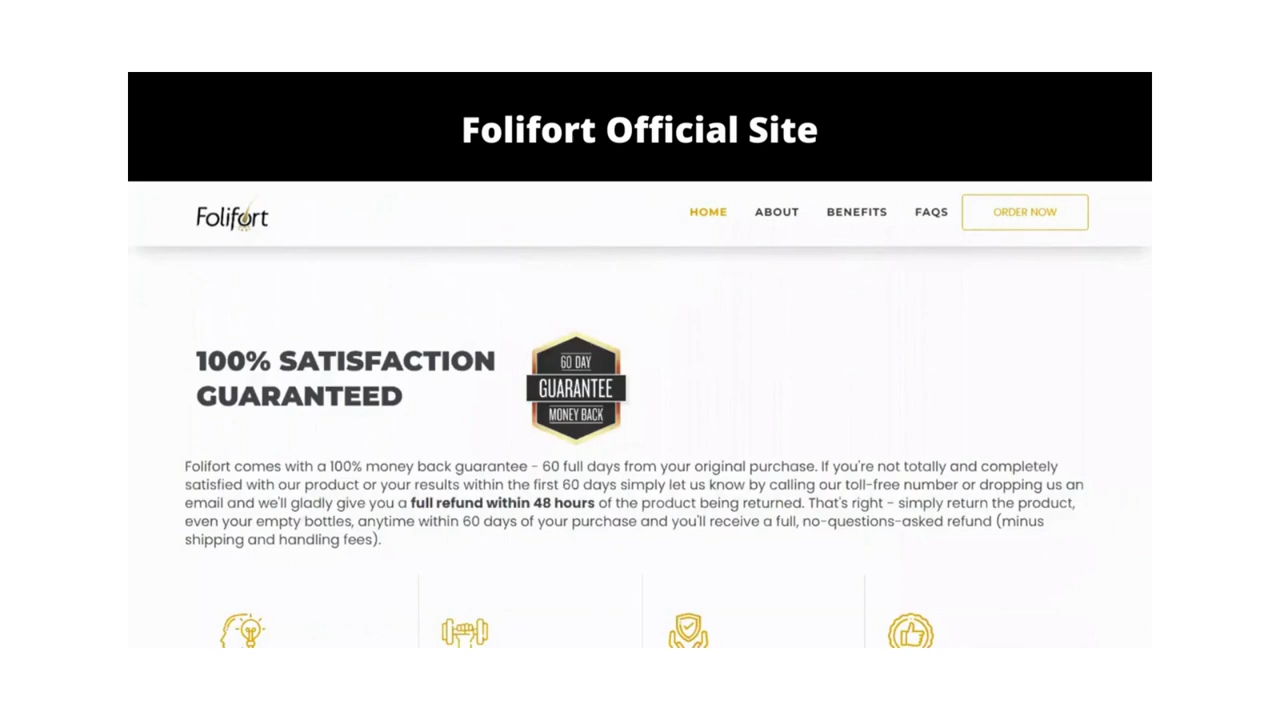 Folifort Official Site
Folifort
HOME ABOUT BENEFITS FAQS ORDER NOW
100% SATISFACTION
GUARANTEED
60 DAY
GUARANTEE
MONEY BACK
Folifort comes with a 100% money back guarantee - 60 full days from your original purchase. If you're not totally and completely
satisfied with our product or your results within the first 60 days simply let us know by calling our toll-free number or dropping us an
email and we'll gladly give you a full refund within 48 hours of the product being returned. That's right - simply return the product,
even your empty bottles, anytime within 60 days of your purchase and you'll receive a full, no-questions-asked refund (minus
shipping and handling fees).